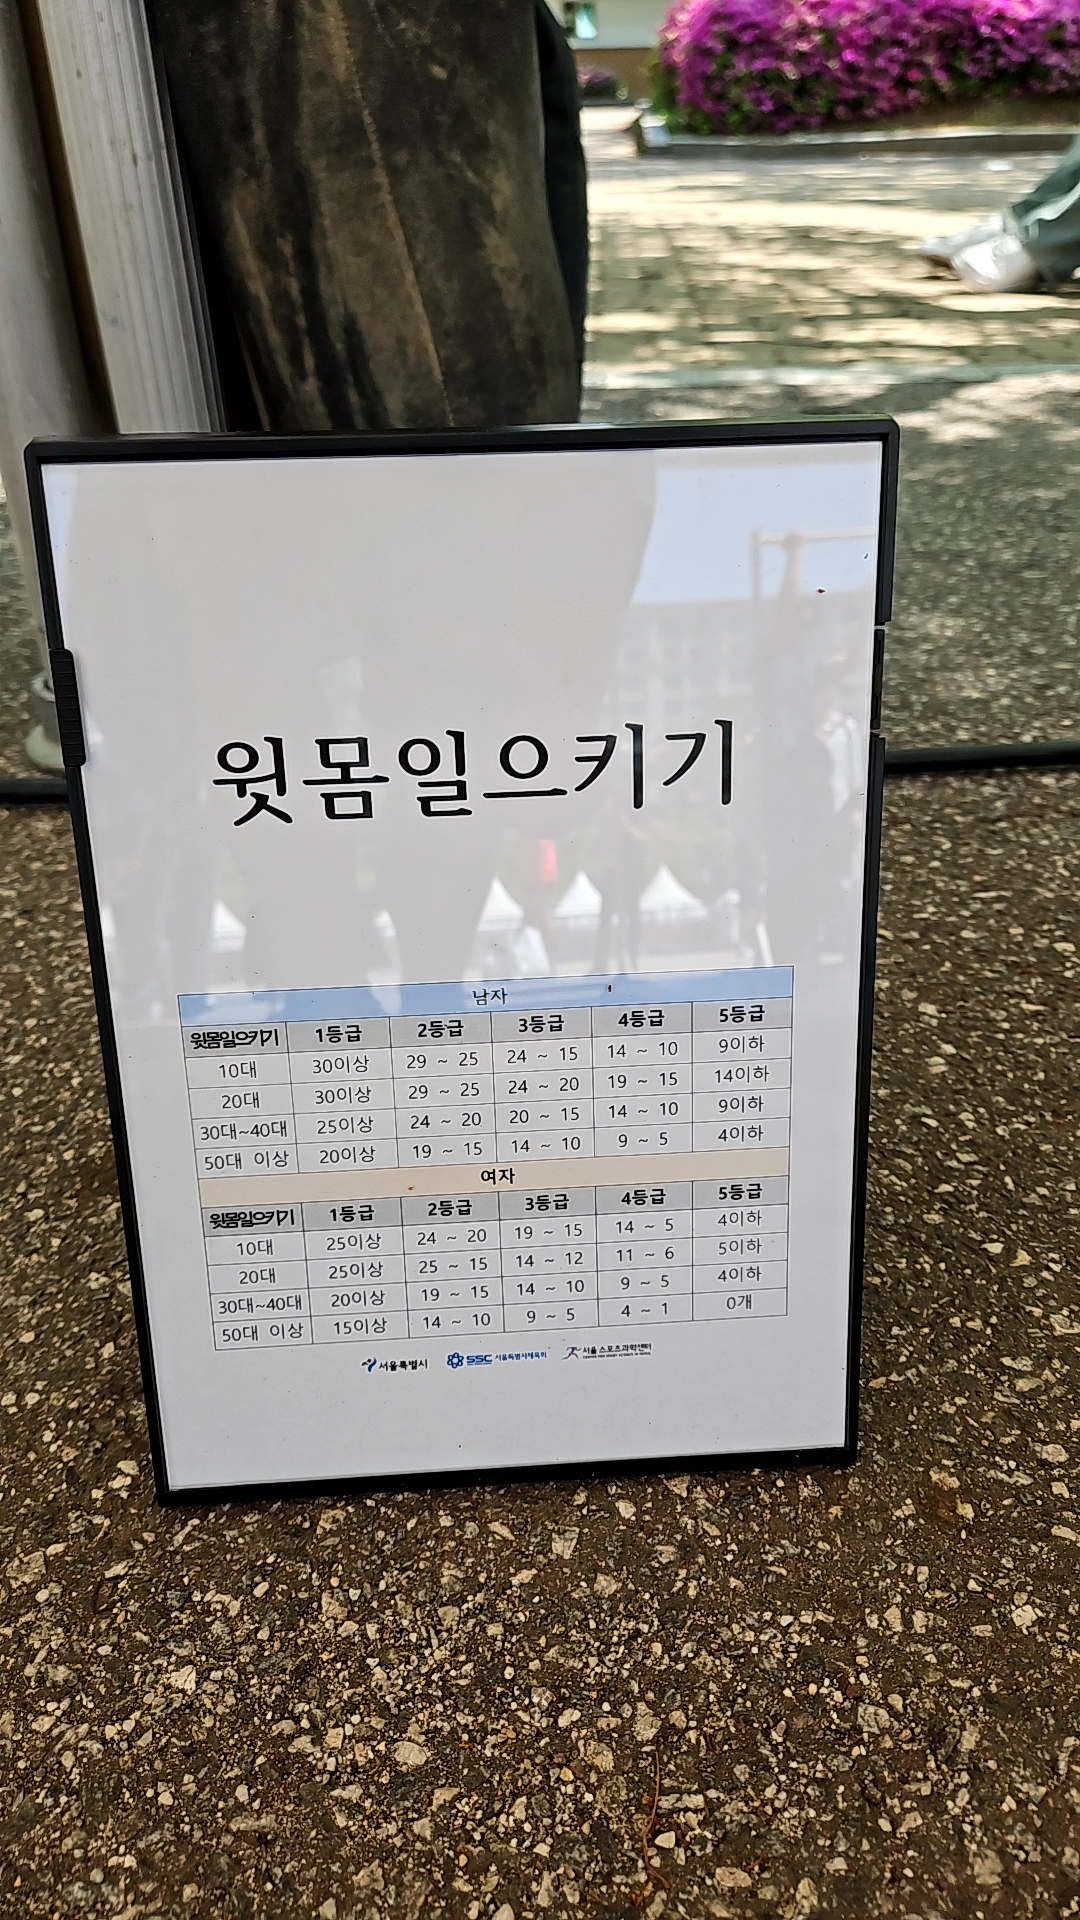 윗몸일으키기
남자
윗몸일으키기 1등급 2등급 3등급 4등급 5등급
10대 30이상 29 ~ 25 24 ~ 15 14 ~ 10 9이하
20대 30이상 29 ~ 25 24 ~ 20 19 ~ 15 14이하
30대~40대 25이상 24 ~ 20 20 ~ 15 14 ~ 10 9이하
50대 이상 20이상 19 ~ 15 14 ~ 10 9 ~ 5 4이하
여자
윗몸일으키기 1등급 2등급 3등급 4등급 5등급
10대 25이상 24 ~ 20 19 ~ 15 14 ~ 5 4이하
20대 25이상 25 ~ 15 14 ~ 12 11 ~ 6 5이하
30대~40대 20이상 19 ~ 15 14 ~ 10 9 ~ 5 4이하
50대 이상 15이상 14 ~ 10 9 ~ 5 4 ~ 1 0개
서울특별시 SSC 서울특별시체육회 서울 스포츠과학센터